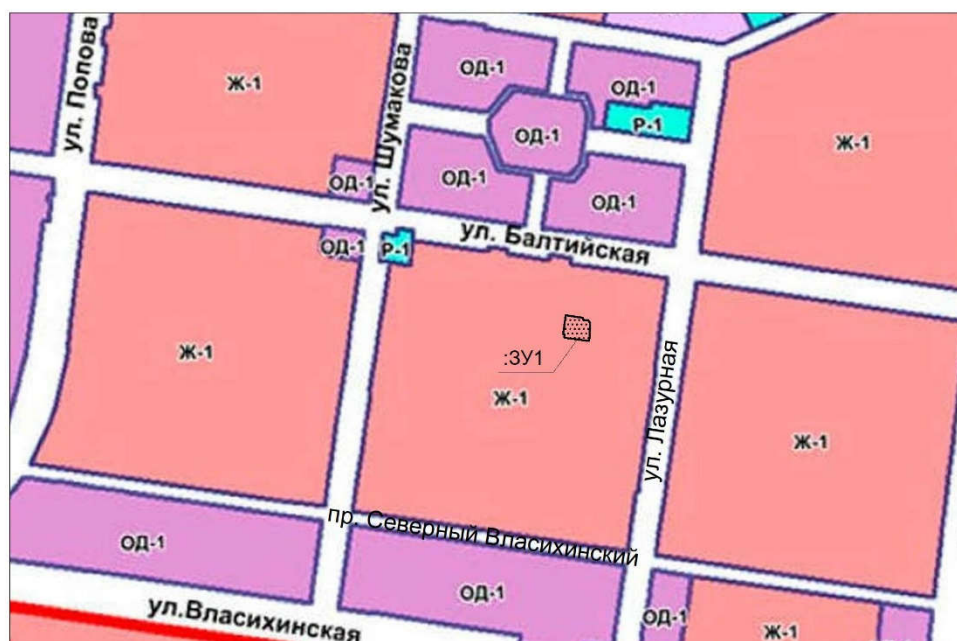 ул. Попова
Ж-1
ул. Шумакова
ОД-1
ОД-1
Р-1
ОД-1
Ж-1
ОД-1
ОД-1
ОД-1
ул. Балтийская
ОД-1
Р-1
:ЗУ1
Ж-1
Ж-1
ул. Лазурная
Ж-1
пр. Северный Власихинский
ОД-1
ОД-1
ул.Власихинская
ОД-1
Ж-1